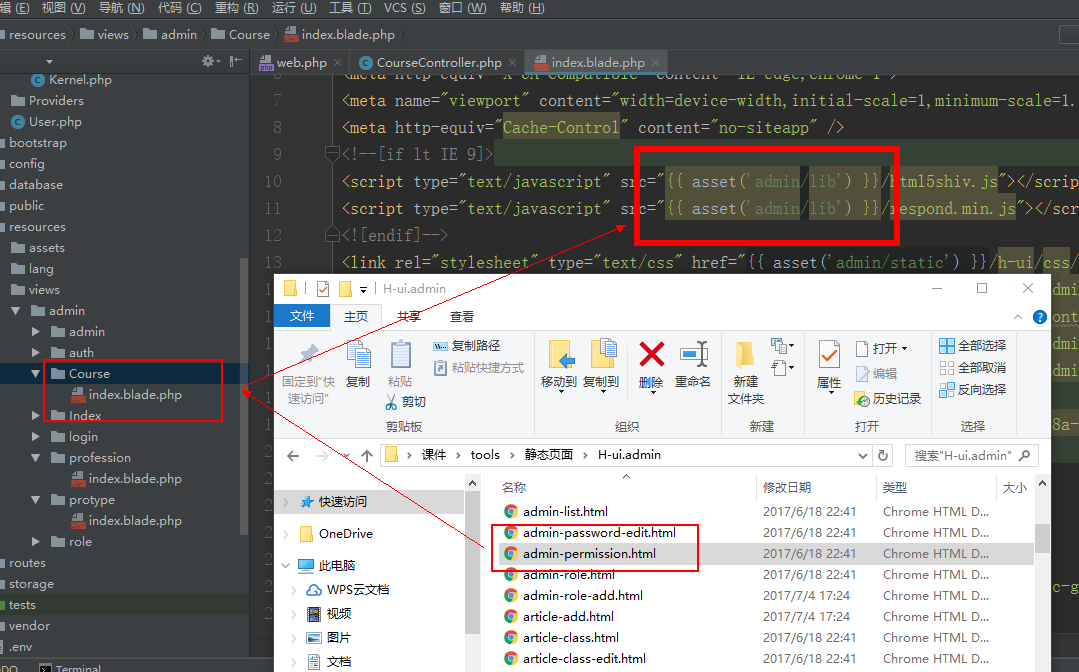 辑 (E) 视图 (V) 导航 (N) 代码 (C) 重构 (R) 运行 (U) 工具 (T) VCS (S) 窗口 (W) 帮助 (H)
resources views admin Course index.blade.php
web.php CourseController.php index.blade.php
Kernel.php
Providers
User.php
bootstrap
config
database
public
resources
assets
lang
views
admin
admin
auth
Course
index.blade.php
Index
login
profession
index.blade.php
protype
index.blade.php
role
routes
storage
tests
vendor
.env
Terminal
7 <meta name="viewport" content="width=device-width,initial-scale=1,minimum-scale=1.
8 <meta http-equiv="Cache-Control" content="no-siteapp" />
9 <!--[if lt IE 9]>
10 <script type="text/javascript" src="{{ asset('admin/lib') }}/html5shiv.js"></scrip
11 <script type="text/javascript" src="{{ asset('admin/lib') }}/respond.min.js"></scr
12 <![endif]-->
13 <link rel="stylesheet" type="text/css" href="{{ asset('admin/static') }}/h-ui/css/
H-ui.admin
文件 主页 共享 查看
固定到“快速访问”
复制
粘贴
复制路径
粘贴快捷方式
剪切
剪贴板
移动到 复制到 删除 重命名
组织
新建文件夹
新建
属性
打开
编辑
历史记录
打开
全部选择
全部取消
反向选择
选择
课件 tools 静态页面 H-ui.admin
搜索"H-ui.admin"
快速访问
OneDrive
此电脑
WPS云文档
视频
图片
文档
名称 修改日期 类型 大小
admin-list.html 2017/6/18 22:41 Chrome HTML D...
admin-password-edit.html 2017/6/18 22:41 Chrome HTML D...
admin-permission.html 2017/6/18 22:41 Chrome HTML D...
admin-role.html 2017/6/18 22:41 Chrome HTML D...
admin-role-add.html 2017/7/4 17:24 Chrome HTML D...
article-add.html 2017/7/4 17:24 Chrome HTML D...
article-class.html 2017/6/18 22:41 Chrome HTML D...
article-class-edit.html 2017/6/18 22:41 Chrome HTML D...